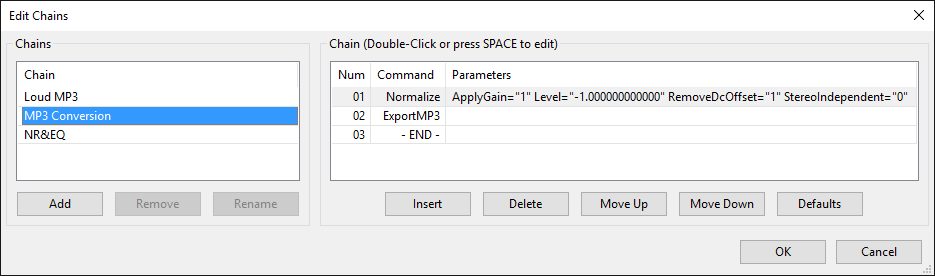 Edit Chains
Chains
Chain
Loud MP3
MP3 Conversion
NR&EQ
Add Remove Rename
Chain (Double-Click or press SPACE to edit)
Num Command Parameters
01 Normalize ApplyGain="1" Level="-1.000000000000" RemoveDcOffset="1" StereoIndependent="0"
02 ExportMP3
03 - END -
Insert Delete Move Up Move Down Defaults
OK Cancel